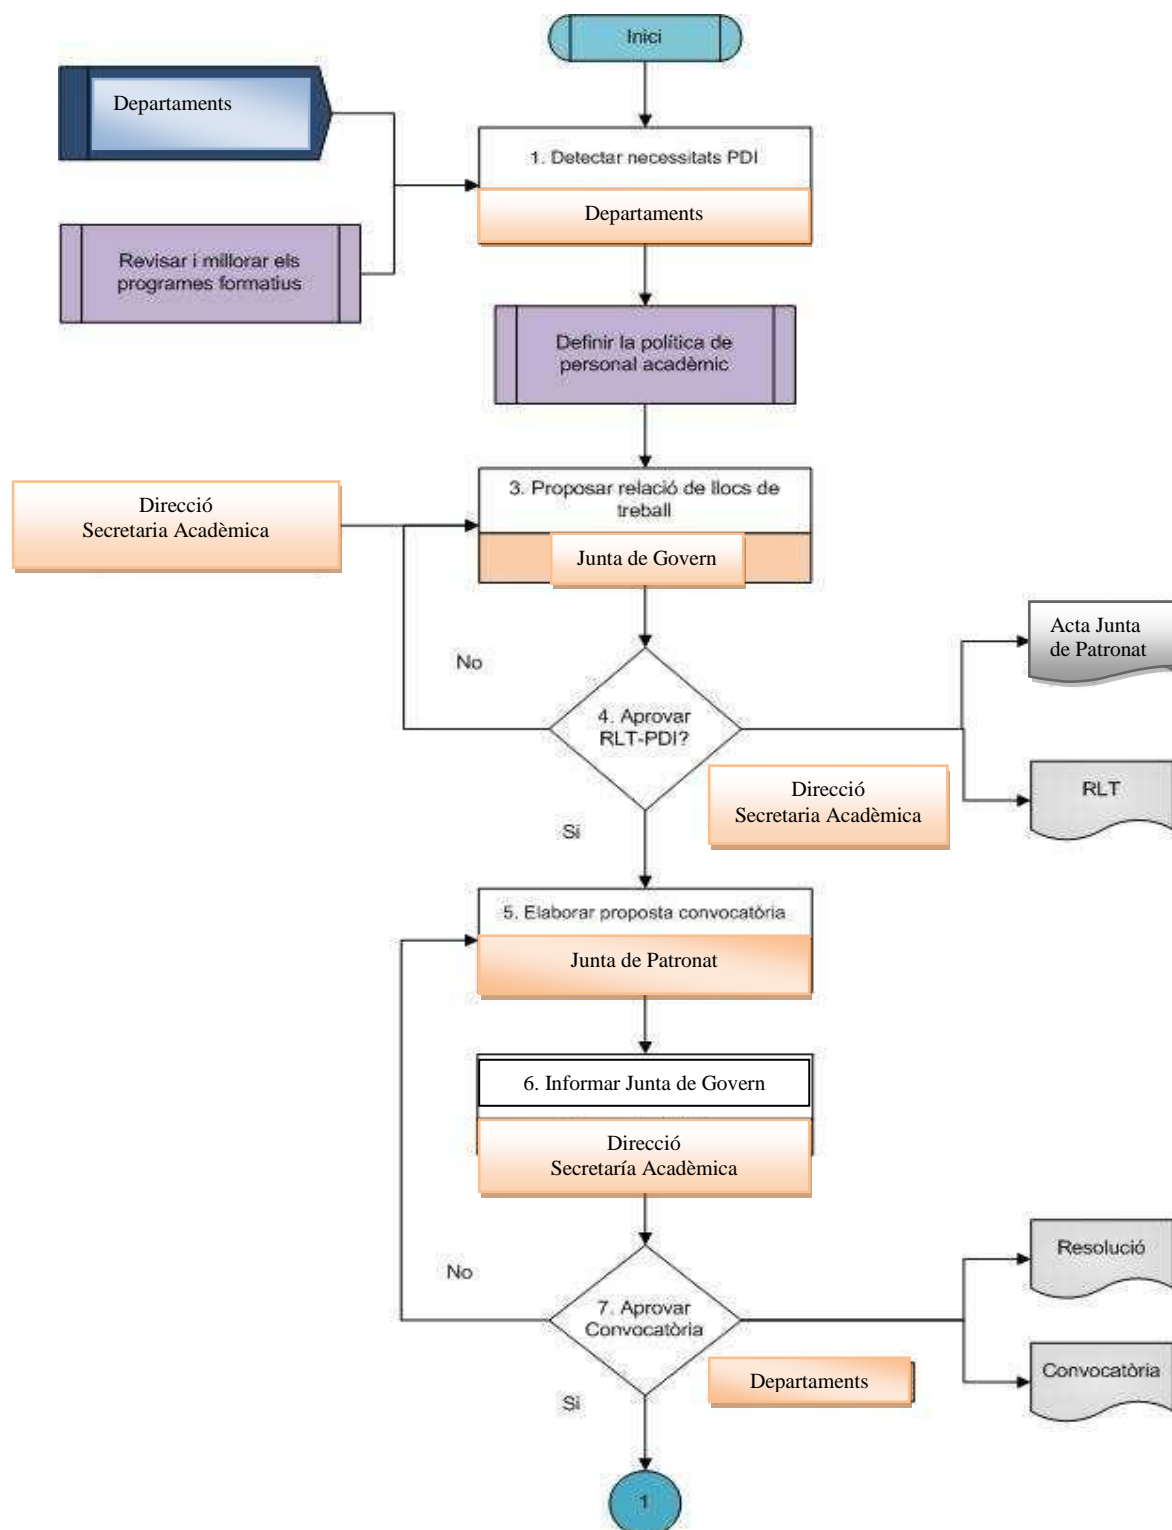 Inici
Departaments
1. Detectar necessitats PDI
Departaments
Revisar i millorar els
programes formatius
Definir la política de
personal acadèmic
3. Proposar relació de llocs de
treball
Direcció
Secretaria Acadèmica
Junta de Govern
Acta Junta
de Patronat
No
4. Aprovar
RLT-PDI?
Direcció
Secretaria Acadèmica
RLT
Si
5. Elaborar proposta convocatòria
Junta de Patronat
6. Informar Junta de Govern
Direcció
Secretaría Acadèmica
Resolució
No
7. Aprovar
Convocatòria
Departaments
Convocatòria
Si
1